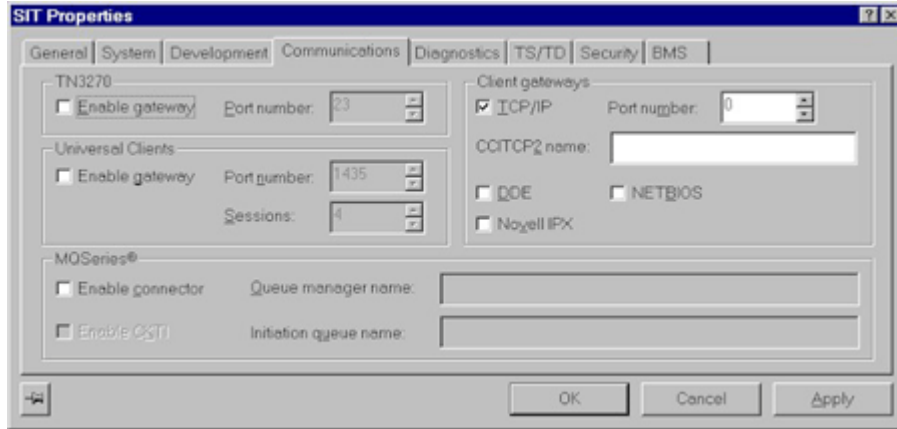 SIT Properties
General System Development Communications Diagnostics TS/TD Security BMS
TN3270
Enable gateway Port number: 23
Universal Clients
Enable gateway Port number: 1435
Sessions: 4
Client gateways
TCP/IP Port number: 0
CCITCP2 name:
DDE NETBIOS
Novell IPX
MQSeries®
Enable connector Queue manager name:
Enable CKTI Initiation queue name:
OK Cancel Apply